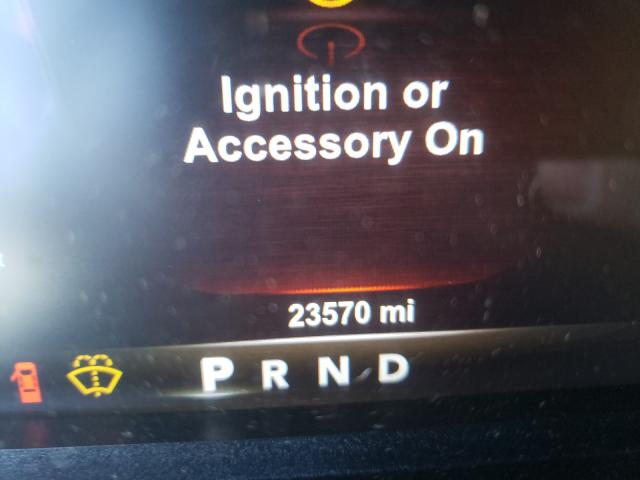 Ignition or
Accessory On
23570 mi
P R N D